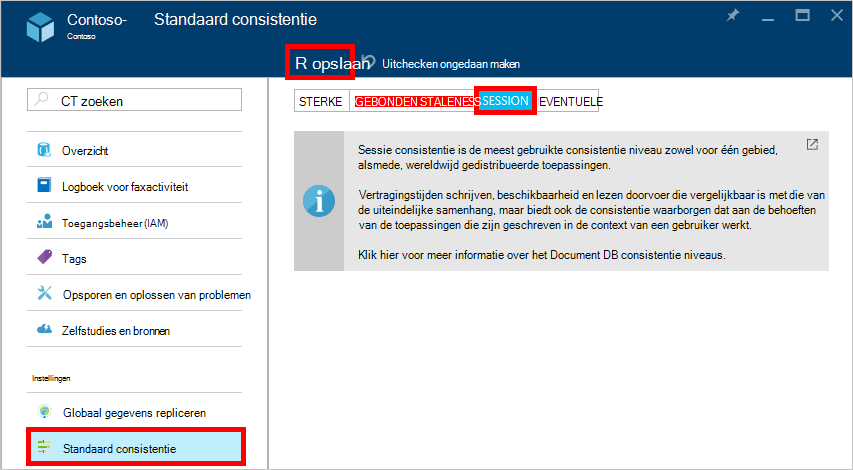 Contoso-
Contoso
Standaard consistentie
R opslaan
Uitchecken ongedaan maken
CT zoeken
Overzicht
Logboek voor faxactiviteit
Toegangsbeheer (IAM)
Tags
Opsporen en oplossen van problemen
Zelfstudies en bronnen
Instellingen
Globaal gegevens repliceren
Standaard consistentie
STERKE GEBONDEN STALENESS SESSION EVENTUELE
Sessie consistentie is de meest gebruikte consistentie niveau zowel voor één gebied,
alsmede, wereldwijd gedistribueerde toepassingen.
Vertragingstijden schrijven, beschikbaarheid en lezen doorvoer die vergelijkbaar is met die van
de uiteindelijke samenhang, maar biedt ook de consistentie waarborgen dat aan de behoeften
van de toepassingen die zijn geschreven in de context van een gebruiker werkt.
Klik hier voor meer informatie over het Document DB consistentie niveaus.